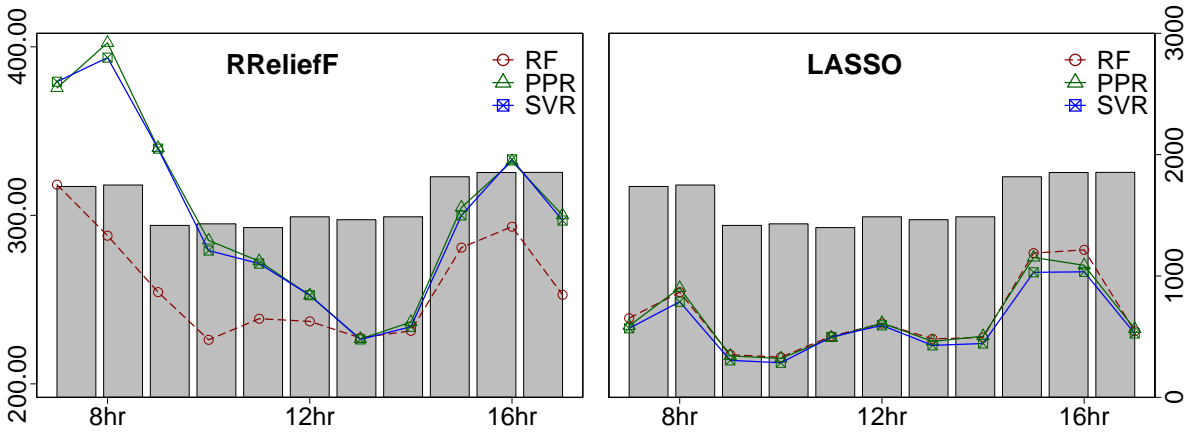 RReliefF
RF
PPR
SVR
200.00
300.00
400.00
8hr
12hr
16hr
LASSO
RF
PPR
SVR
0
1000
2000
3000
8hr
12hr
16hr